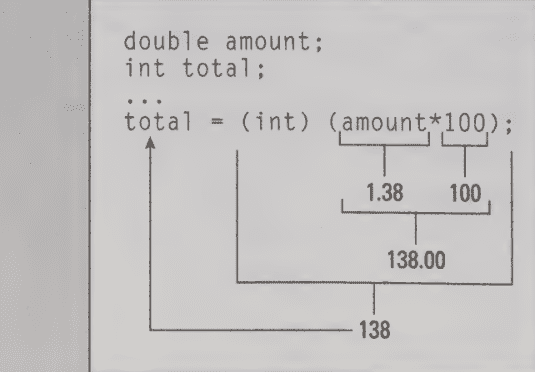 double amount;
int total;
...
total = (int) (amount*100);
1.38 100
138.00
138